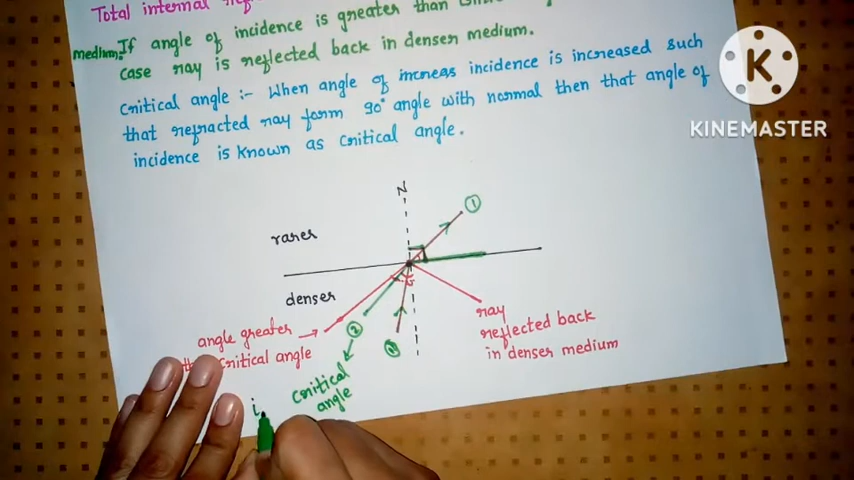 Total internal
medium. If angle of incidence is greater than
case ray is reflected back in denser medium.
Critical angle :- When angle of increas incidence is increased such
that refracted ray form 90° angle with normal then that angle of
incidence is known as critical angle.
K
KINEMASTER
N
1
rarer
denser
angle greater
critical angle
2
critical
angle
ray
reflected back
in denser medium
i